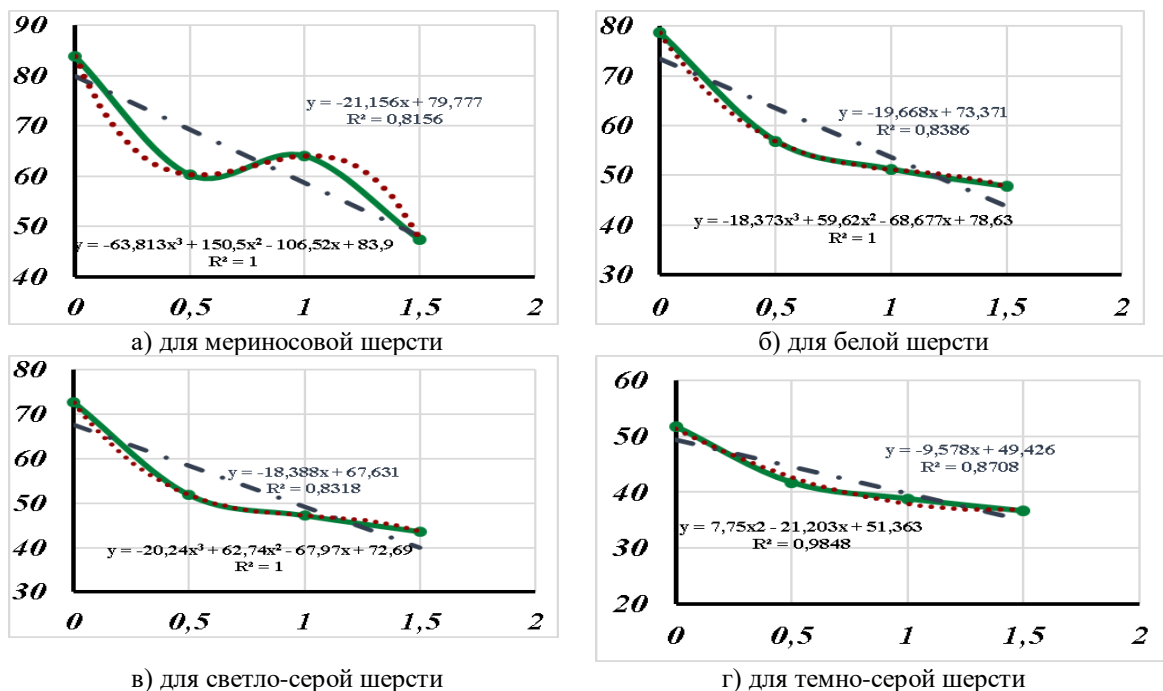 90
80
70
60
50
40
0 0,5 1 1,5 2
y = -21,156x + 79,777
R² = 0,8156
y = -63,813x³ + 150,5x² - 106,52x + 83,9
R² = 1
а) для мериносовой шерсти
80
70
60
50
40
30
0 0,5 1 1,5 2
y = -19,668x + 73,371
R² = 0,8386
y = -18,373x³ + 59,62x² - 68,677x + 78,63
R² = 1
б) для белой шерсти
80
70
60
50
40
30
0 0,5 1 1,5 2
y = -18,388x + 67,631
R² = 0,8318
y = -20,24x³ + 62,74x² - 67,97x + 72,69
R² = 1
в) для светло-серой шерсти
60
50
40
30
20
0 0,5 1 1,5 2
y = -9,578x + 49,426
R² = 0,8708
y = 7,75x2 - 21,203x + 51,363
R² = 0,9848
г) для темно-серой шерсти